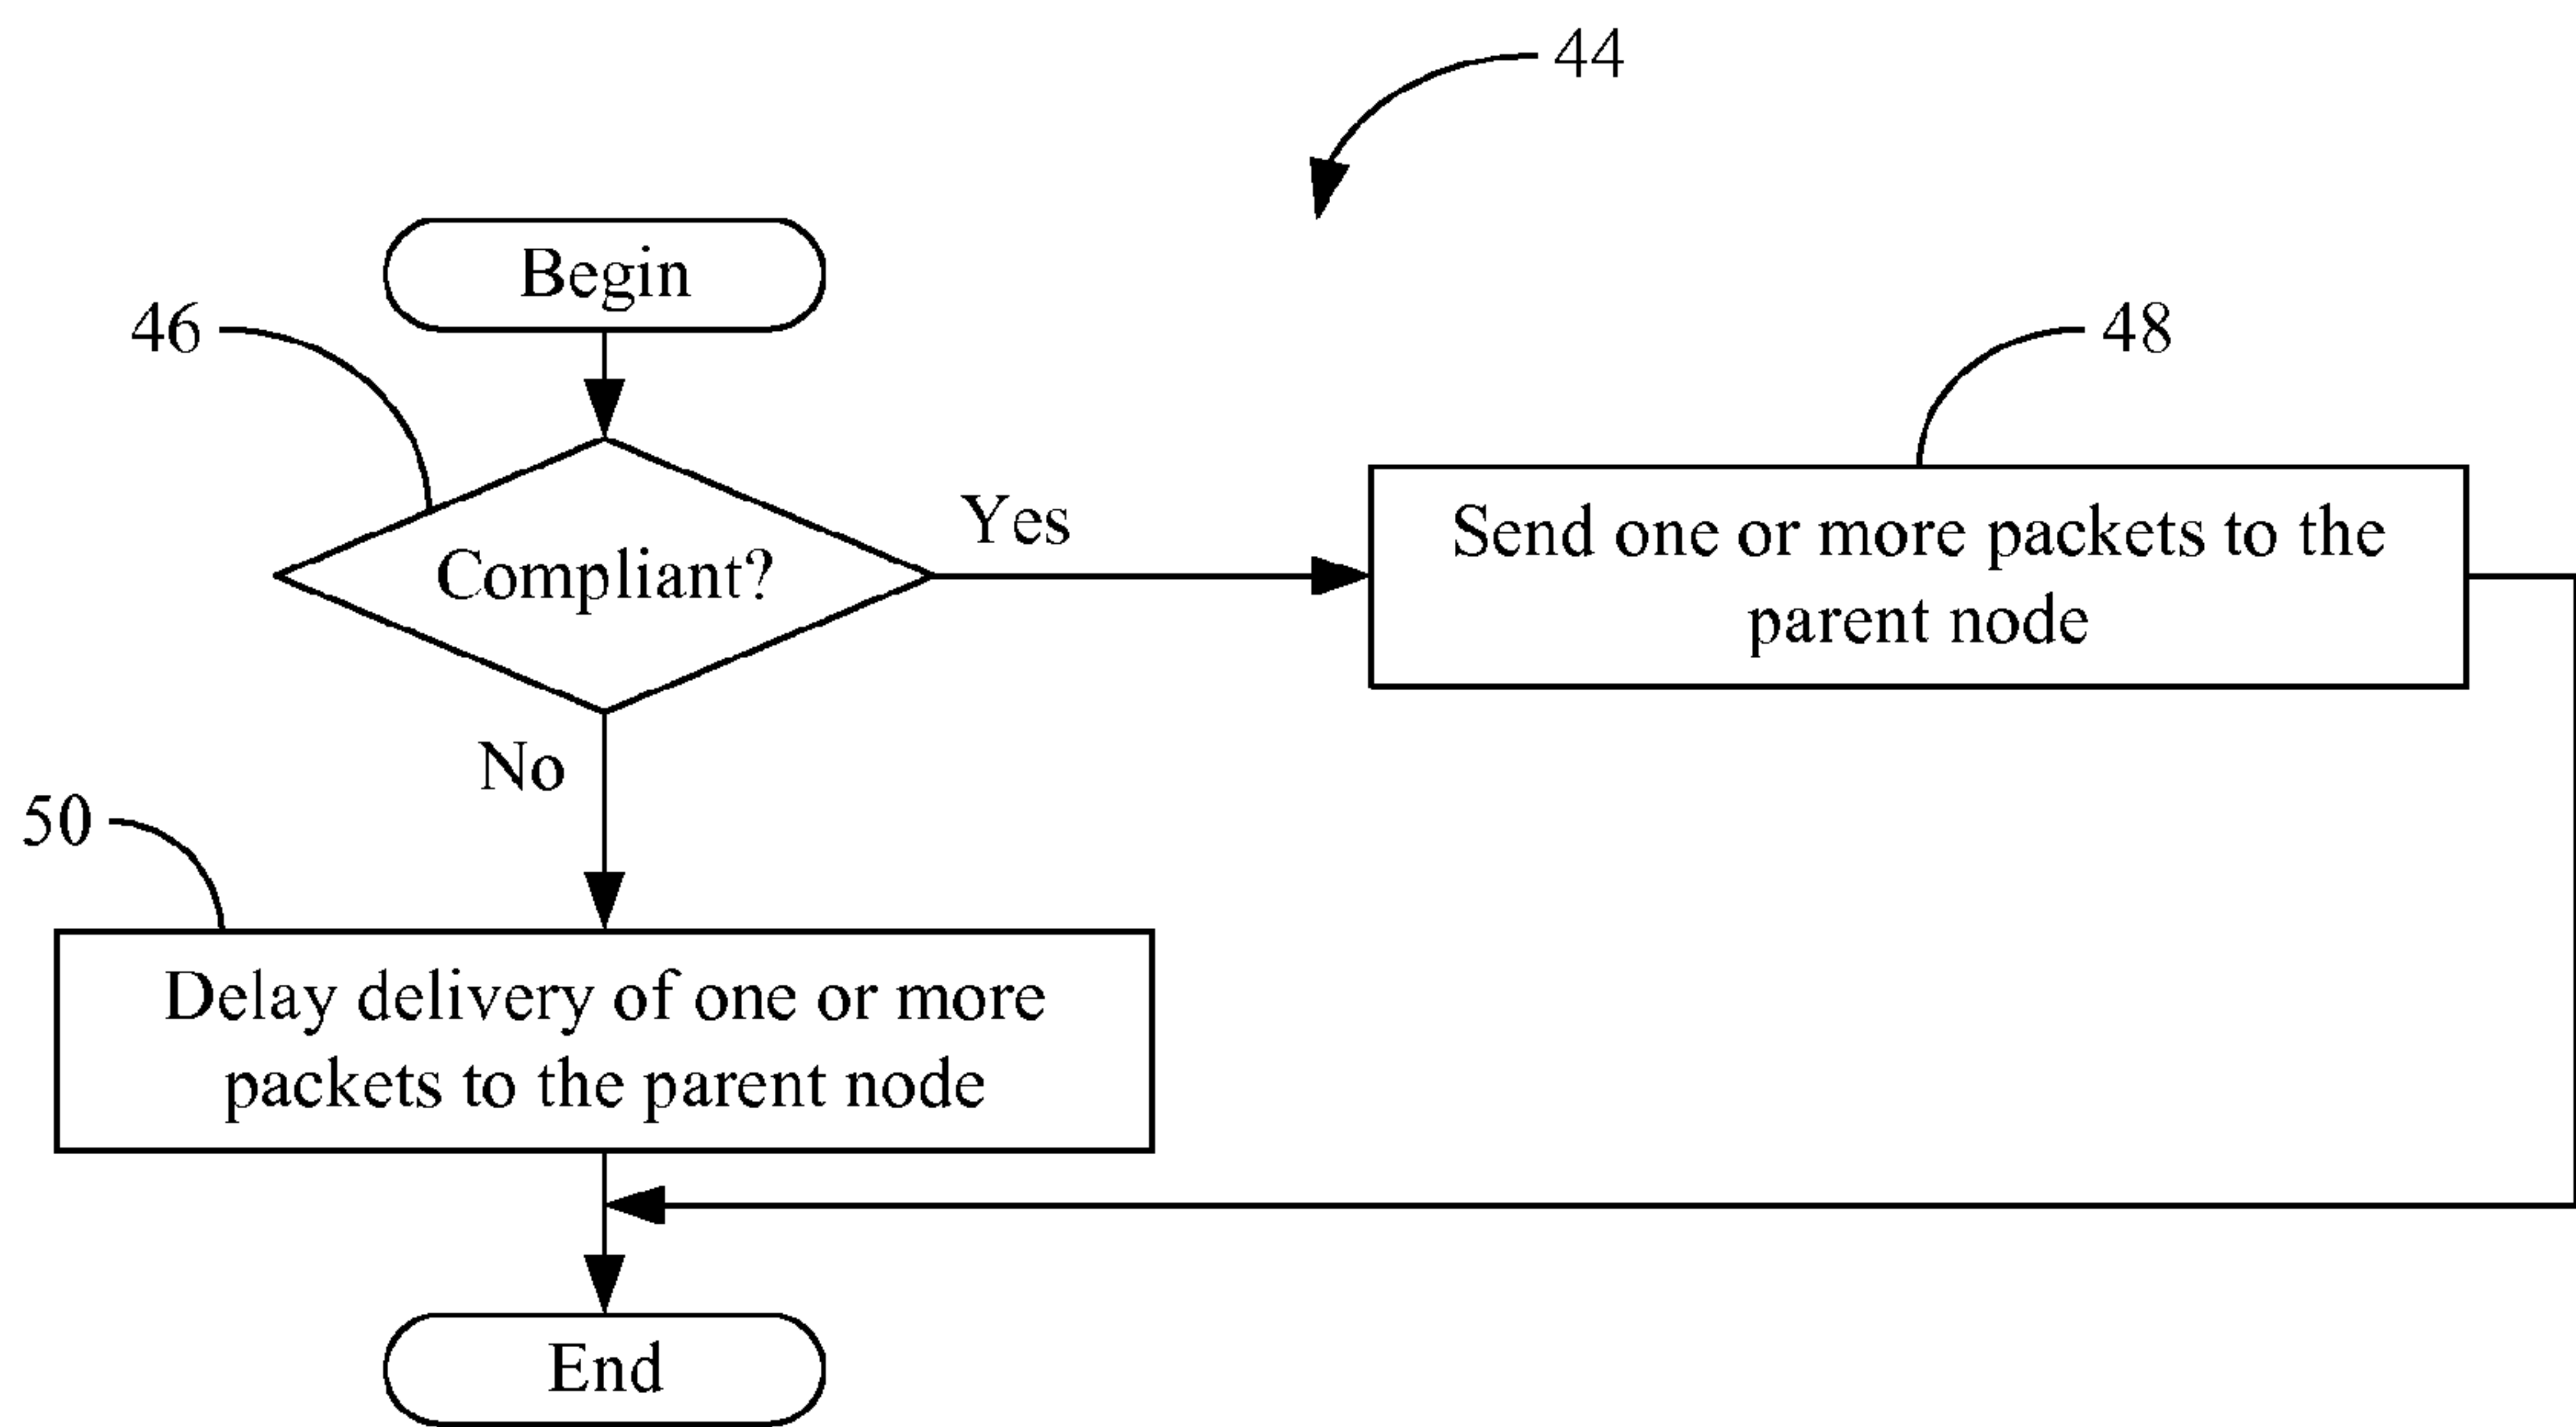 44
Begin
46
48
Compliant?
Yes
Send one or more packets to the
parent node
No
50
Delay delivery of one or more
packets to the parent node
End